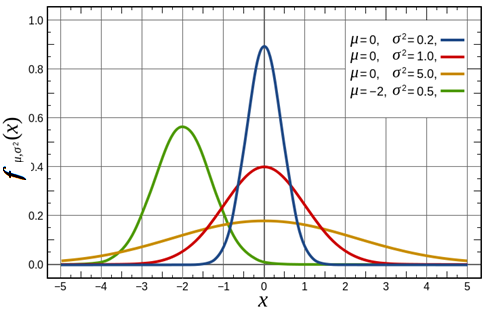 1.0
0.8
0.6
0.4
0.2
0.0
f μ,σ²(x)
μ=0, σ²=0.2,
μ=0, σ²=1.0,
μ=0, σ²=5.0,
μ=−2, σ²=0.5,
−5 −4 −3 −2 −1 0 1 2 3 4 5
x